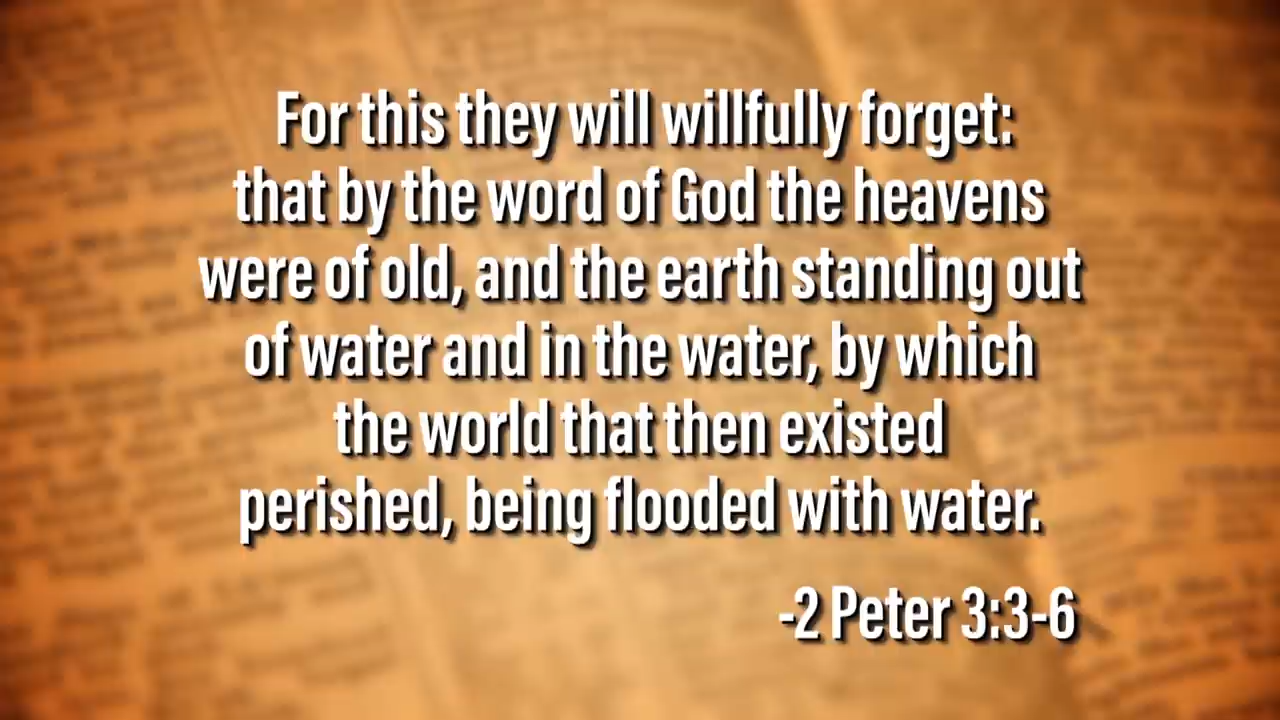 For this they will willfully forget:
that by the word of God the heavens
were of old, and the earth standing out
of water and in the water, by which
the world that then existed
perished, being flooded with water.
-2 Peter 3:3-6